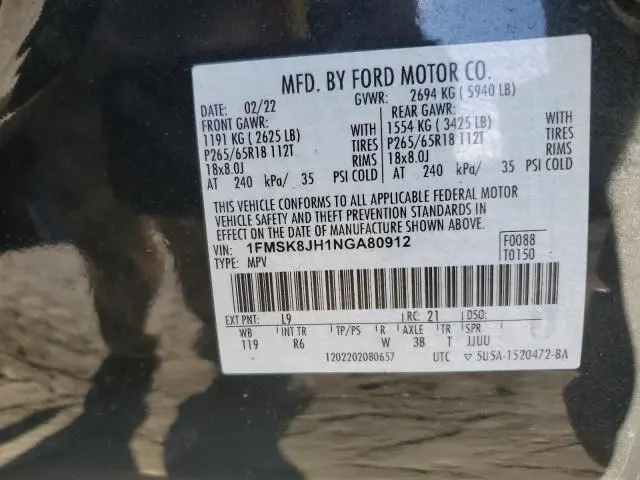 MFD. BY FORD MOTOR CO.
DATE: 02/22 GVWR: 2694 KG ( 5940 LB)
FRONT GAWR: REAR GAWR:
1191 KG ( 2625 LB) WITH 1554 KG ( 3425 LB) WITH
P265/65R18 112T TIRES P265/65R18 112T TIRES
18x8.0J RIMS 18x8.0J RIMS
AT 240 kPa/ 35 PSI COLD AT 240 kPa/ 35 PSI COLD
THIS VEHICLE CONFORMS TO ALL APPLICABLE FEDERAL MOTOR
VEHICLE SAFETY AND THEFT PREVENTION STANDARDS IN
EFFECT ON THE DATE OF MANUFACTURE SHOWN ABOVE.
VIN: 1FMSK8JH1NGA80912 F0088
TYPE: MPV T0150
EXT PNT: L9 RC: 21 DSO:
WB INT TR TP/PS R AXLE TR SPR
119 R6 W 3B T JJUU
1202202080657 UTC ▽ 5U5A-1520472-BA